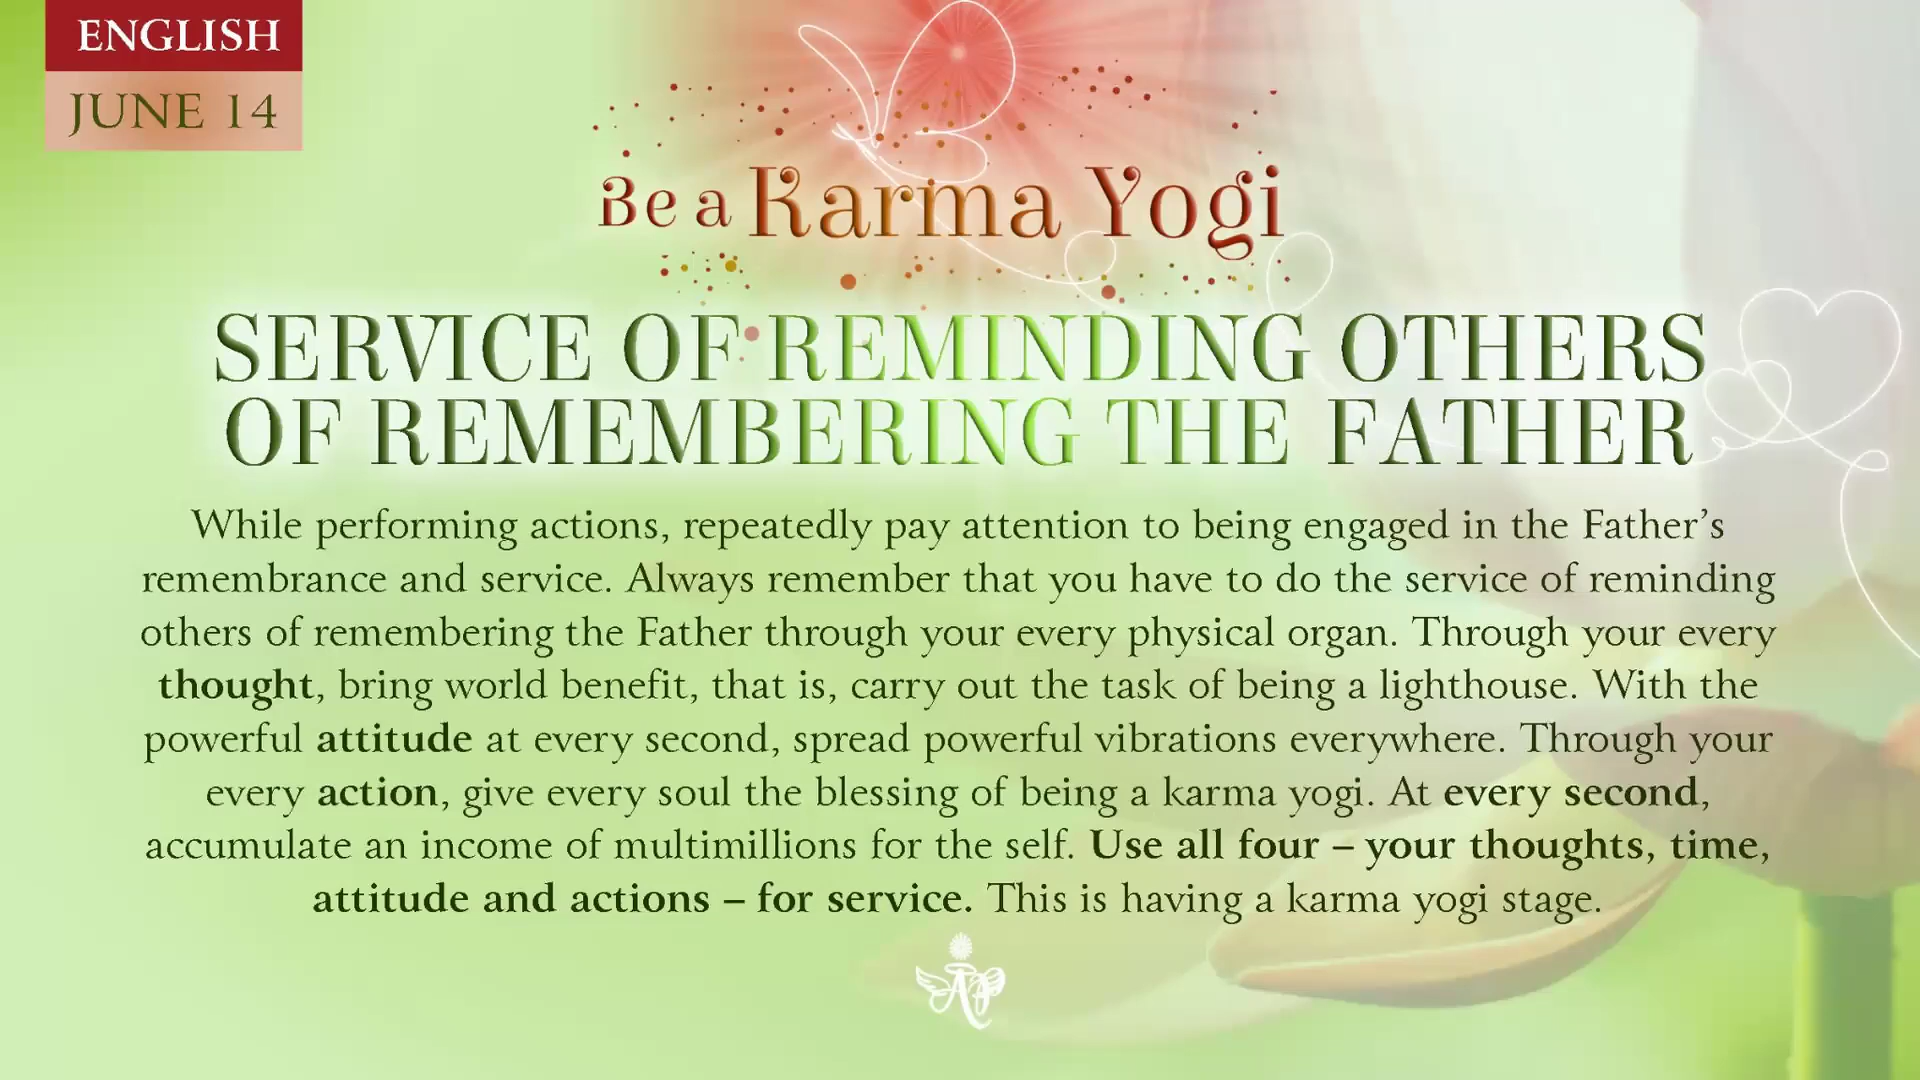 ENGLISH
JUNE 14
Be a Karma Yogi
SERVICE OF REMINDING OTHERS
OF REMEMBERING THE FATHER
While performing actions, repeatedly pay attention to being engaged in the Father’s
remembrance and service. Always remember that you have to do the service of reminding
others of remembering the Father through your every physical organ. Through your every
thought, bring world benefit, that is, carry out the task of being a lighthouse. With the
powerful attitude at every second, spread powerful vibrations everywhere. Through your
every action, give every soul the blessing of being a karma yogi. At every second,
accumulate an income of multimillions for the self. Use all four – your thoughts, time,
attitude and actions – for service. This is having a karma yogi stage.